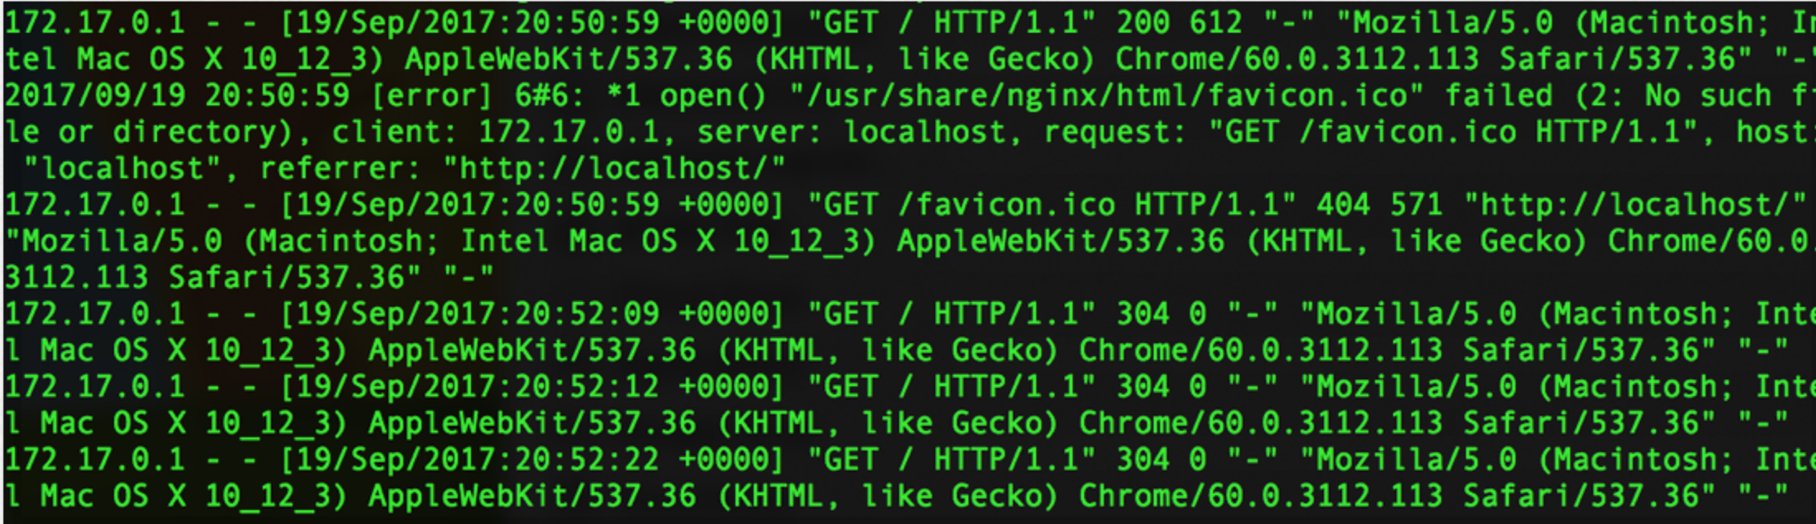 172.17.0.1 - - [19/Sep/2017:20:50:59 +0000] "GET / HTTP/1.1" 200 612 "-" "Mozilla/5.0 (Macintosh; In
tel Mac OS X 10_12_3) AppleWebKit/537.36 (KHTML, like Gecko) Chrome/60.0.3112.113 Safari/537.36" "-"
2017/09/19 20:50:59 [error] 6#6: *1 open() "/usr/share/nginx/html/favicon.ico" failed (2: No such fi
le or directory), client: 172.17.0.1, server: localhost, request: "GET /favicon.ico HTTP/1.1", host:
"localhost", referrer: "http://localhost/"
172.17.0.1 - - [19/Sep/2017:20:50:59 +0000] "GET /favicon.ico HTTP/1.1" 404 571 "http://localhost/"
"Mozilla/5.0 (Macintosh; Intel Mac OS X 10_12_3) AppleWebKit/537.36 (KHTML, like Gecko) Chrome/60.0.
3112.113 Safari/537.36" "-"
172.17.0.1 - - [19/Sep/2017:20:52:09 +0000] "GET / HTTP/1.1" 304 0 "-" "Mozilla/5.0 (Macintosh; Inte
l Mac OS X 10_12_3) AppleWebKit/537.36 (KHTML, like Gecko) Chrome/60.0.3112.113 Safari/537.36" "-"
172.17.0.1 - - [19/Sep/2017:20:52:12 +0000] "GET / HTTP/1.1" 304 0 "-" "Mozilla/5.0 (Macintosh; Inte
l Mac OS X 10_12_3) AppleWebKit/537.36 (KHTML, like Gecko) Chrome/60.0.3112.113 Safari/537.36" "-"
172.17.0.1 - - [19/Sep/2017:20:52:22 +0000] "GET / HTTP/1.1" 304 0 "-" "Mozilla/5.0 (Macintosh; Inte
l Mac OS X 10_12_3) AppleWebKit/537.36 (KHTML, like Gecko) Chrome/60.0.3112.113 Safari/537.36" "-"